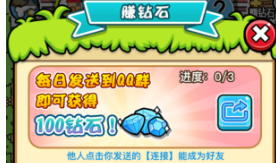 赚钻石
每日发送到QQ群
进度：0/3
即可获得
100钻石！
他人点击你发送的【连接】能成为好友